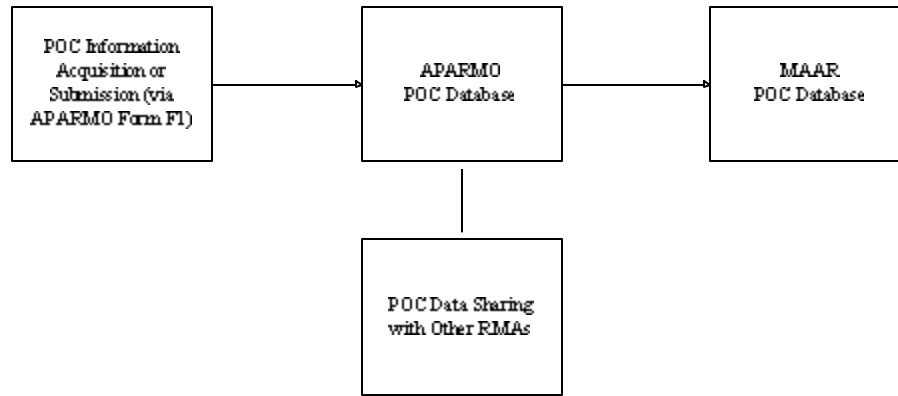 POC Information
Acquisition or
Submission (via
APARMO Form F1)
APARMO
POC Database
MAAR
POC Database
POC Data Sharing
with Other RMAs